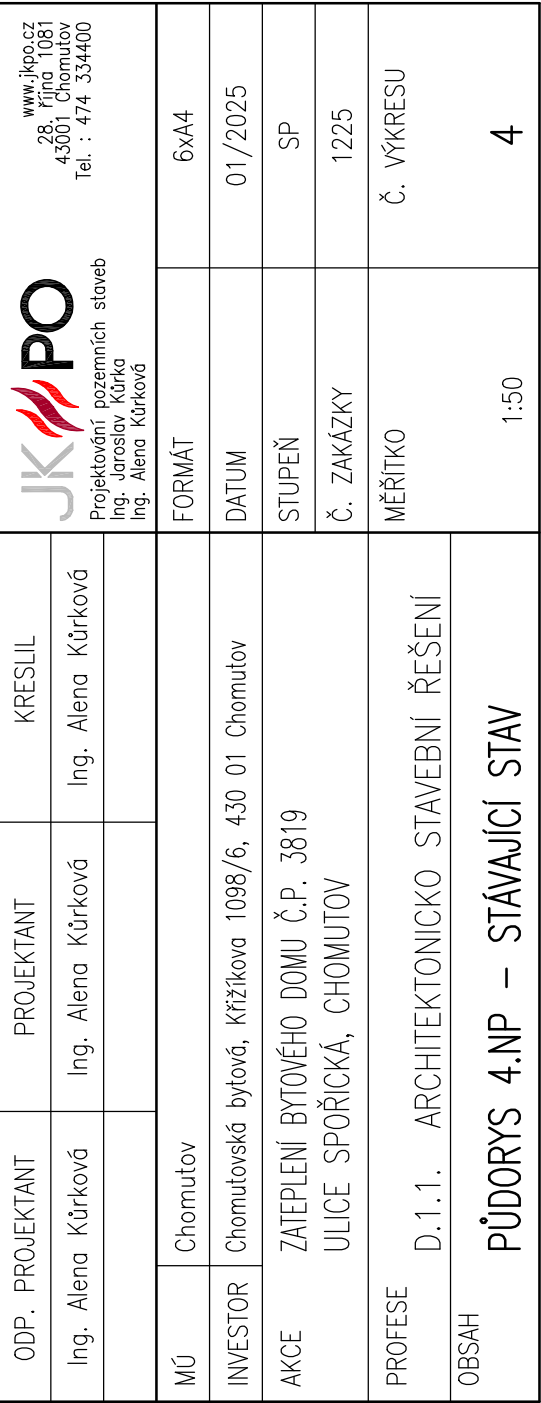 ODP. PROJEKTANT PROJEKTANT KRESLIL
Ing. Alena Kůrková Ing. Alena Kůrková Ing. Alena Kůrková
JK PO
www.jkpo.cz
28. října 1081
43001 Chomutov
Tel. : 474 334400
Projektování pozemních staveb
Ing. Jaroslav Kůrka
Ing. Alena Kůrková
MÚ Chomutov
FORMÁT 6xA4
INVESTOR Chomutovská bytová, Křižíkova 1098/6, 430 01 Chomutov
DATUM 01/2025
AKCE ZATEPLENÍ BYTOVÉHO DOMU Č.P. 3819
ULICE SPOŘICKÁ, CHOMUTOV
STUPEŇ SP
Č. ZAKÁZKY 1225
PROFESE
D.1.1. ARCHITEKTONICKO STAVEBNÍ ŘEŠENÍ
MĚŘÍTKO Č. VÝKRESU
OBSAH
PŮDORYS 4.NP – STÁVAJÍCÍ STAV
1:50 4